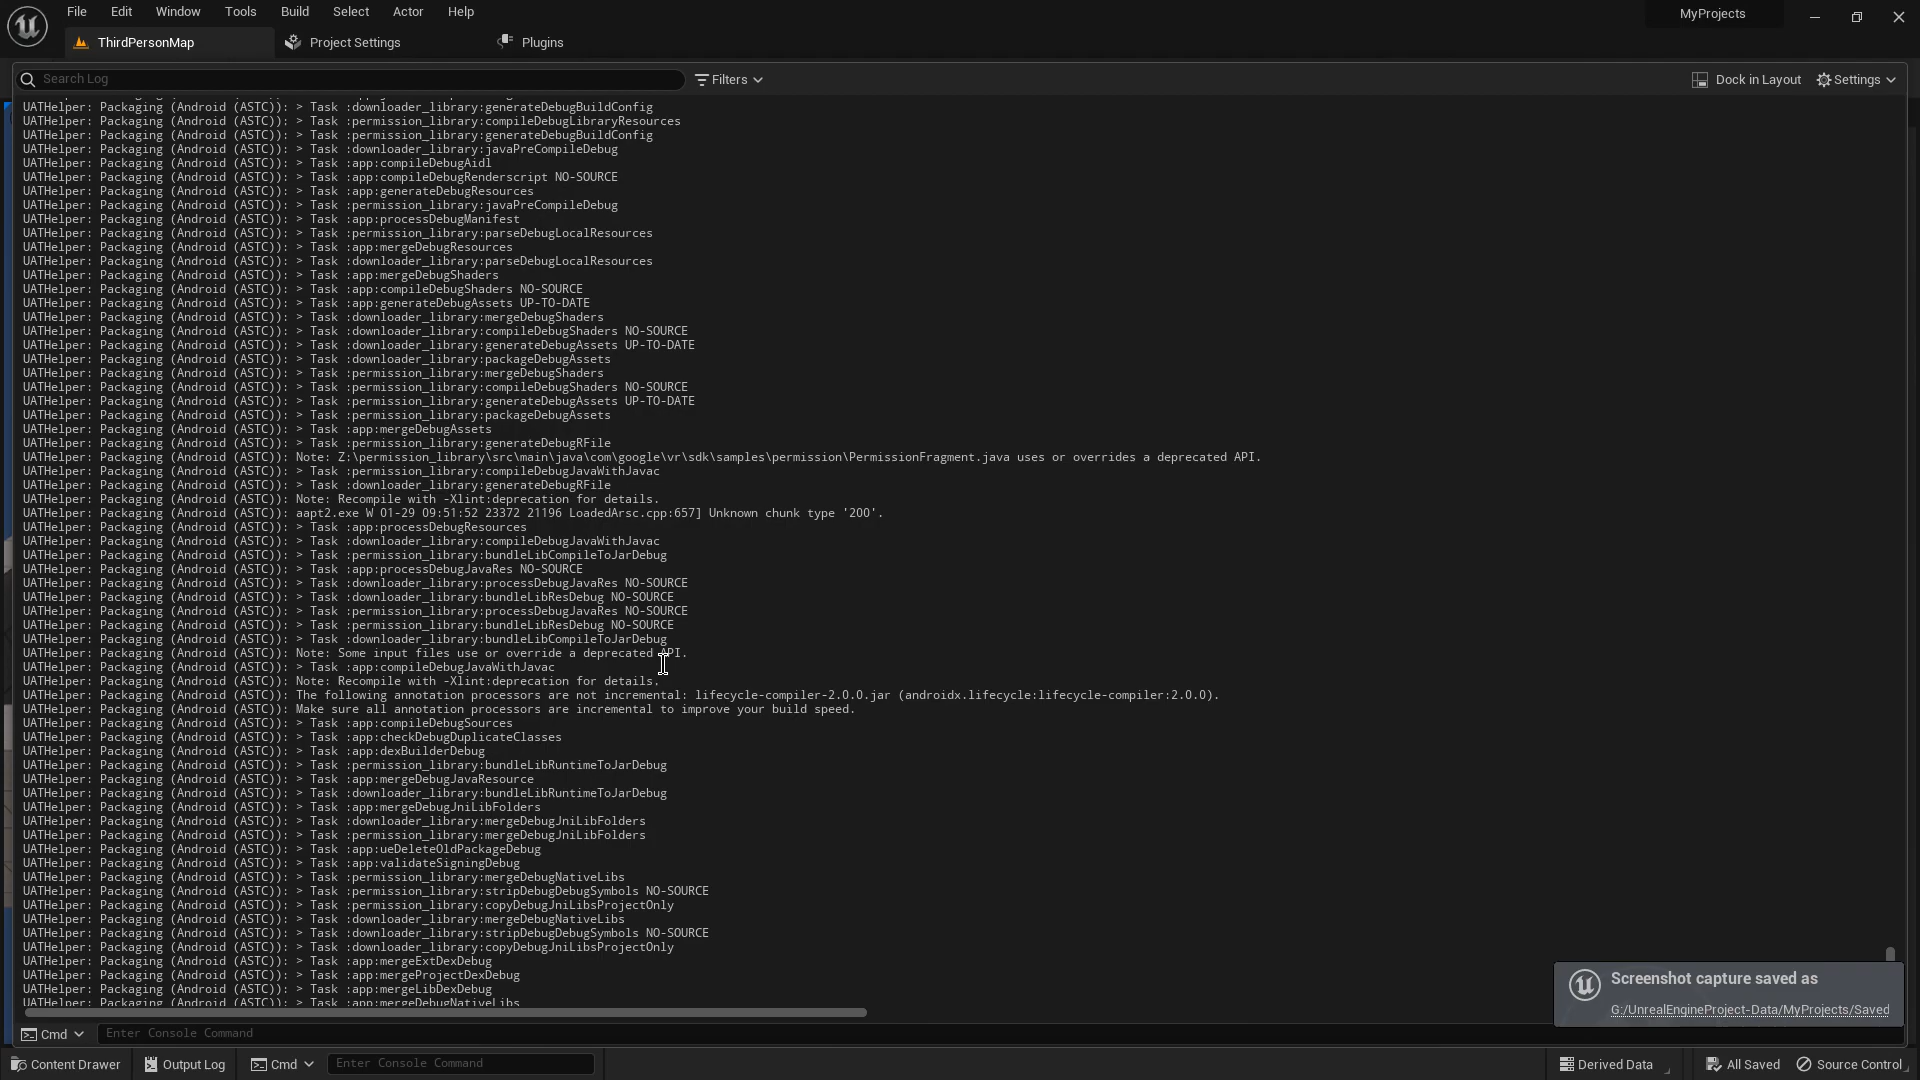 File Edit Window Tools Build Select Actor Help MyProjects
ThirdPersonMap Project Settings Plugins
Search Log Filters Dock in Layout Settings
UATHelper: Packaging (Android (ASTC)): > Task :downloader_library:generateDebugBuildConfig
UATHelper: Packaging (Android (ASTC)): > Task :permission_library:compileDebugLibraryResources
UATHelper: Packaging (Android (ASTC)): > Task :permission_library:generateDebugBuildConfig
UATHelper: Packaging (Android (ASTC)): > Task :downloader_library:javaPreCompileDebug
UATHelper: Packaging (Android (ASTC)): > Task :app:compileDebugAidl
UATHelper: Packaging (Android (ASTC)): > Task :app:compileDebugRenderscript NO-SOURCE
UATHelper: Packaging (Android (ASTC)): > Task :app:generateDebugResources
UATHelper: Packaging (Android (ASTC)): > Task :permission_library:javaPreCompileDebug
UATHelper: Packaging (Android (ASTC)): > Task :app:processDebugManifest
UATHelper: Packaging (Android (ASTC)): > Task :permission_library:parseDebugLocalResources
UATHelper: Packaging (Android (ASTC)): > Task :app:mergeDebugResources
UATHelper: Packaging (Android (ASTC)): > Task :downloader_library:parseDebugLocalResources
UATHelper: Packaging (Android (ASTC)): > Task :app:mergeDebugShaders
UATHelper: Packaging (Android (ASTC)): > Task :app:compileDebugShaders NO-SOURCE
UATHelper: Packaging (Android (ASTC)): > Task :app:generateDebugAssets UP-TO-DATE
UATHelper: Packaging (Android (ASTC)): > Task :downloader_library:mergeDebugShaders
UATHelper: Packaging (Android (ASTC)): > Task :downloader_library:compileDebugShaders NO-SOURCE
UATHelper: Packaging (Android (ASTC)): > Task :downloader_library:generateDebugAssets UP-TO-DATE
UATHelper: Packaging (Android (ASTC)): > Task :downloader_library:packageDebugAssets
UATHelper: Packaging (Android (ASTC)): > Task :permission_library:mergeDebugShaders
UATHelper: Packaging (Android (ASTC)): > Task :permission_library:compileDebugShaders NO-SOURCE
UATHelper: Packaging (Android (ASTC)): > Task :permission_library:generateDebugAssets UP-TO-DATE
UATHelper: Packaging (Android (ASTC)): > Task :permission_library:packageDebugAssets
UATHelper: Packaging (Android (ASTC)): > Task :app:mergeDebugAssets
UATHelper: Packaging (Android (ASTC)): > Task :permission_library:generateDebugRFile
UATHelper: Packaging (Android (ASTC)): Note: Z:\permission_library\src\main\java\com\google\vr\sdk\samples\permission\PermissionFragment.java uses or overrides a deprecated API.
UATHelper: Packaging (Android (ASTC)): > Task :permission_library:compileDebugJavaWithJavac
UATHelper: Packaging (Android (ASTC)): > Task :downloader_library:generateDebugRFile
UATHelper: Packaging (Android (ASTC)): Note: Recompile with -Xlint:deprecation for details.
UATHelper: Packaging (Android (ASTC)): aapt2.exe W 01-29 09:51:52 23372 21196 LoadedArsc.cpp:657] Unknown chunk type '200'.
UATHelper: Packaging (Android (ASTC)): > Task :app:processDebugResources
UATHelper: Packaging (Android (ASTC)): > Task :downloader_library:compileDebugJavaWithJavac
UATHelper: Packaging (Android (ASTC)): > Task :permission_library:bundleLibCompileToJarDebug
UATHelper: Packaging (Android (ASTC)): > Task :app:processDebugJavaRes NO-SOURCE
UATHelper: Packaging (Android (ASTC)): > Task :downloader_library:processDebugJavaRes NO-SOURCE
UATHelper: Packaging (Android (ASTC)): > Task :downloader_library:bundleLibResDebug NO-SOURCE
UATHelper: Packaging (Android (ASTC)): > Task :permission_library:processDebugJavaRes NO-SOURCE
UATHelper: Packaging (Android (ASTC)): > Task :permission_library:bundleLibResDebug NO-SOURCE
UATHelper: Packaging (Android (ASTC)): > Task :downloader_library:bundleLibCompileToJarDebug
UATHelper: Packaging (Android (ASTC)): Note: Some input files use or override a deprecated API.
UATHelper: Packaging (Android (ASTC)): > Task :app:compileDebugJavaWithJavac
UATHelper: Packaging (Android (ASTC)): Note: Recompile with -Xlint:deprecation for details.
UATHelper: Packaging (Android (ASTC)): The following annotation processors are not incremental: lifecycle-compiler-2.0.0.jar (androidx.lifecycle:lifecycle-compiler:2.0.0).
UATHelper: Packaging (Android (ASTC)): Make sure all annotation processors are incremental to improve your build speed.
UATHelper: Packaging (Android (ASTC)): > Task :app:compileDebugSources
UATHelper: Packaging (Android (ASTC)): > Task :app:checkDebugDuplicateClasses
UATHelper: Packaging (Android (ASTC)): > Task :app:dexBuilderDebug
UATHelper: Packaging (Android (ASTC)): > Task :permission_library:bundleLibRuntimeToJarDebug
UATHelper: Packaging (Android (ASTC)): > Task :app:mergeDebugJavaResource
UATHelper: Packaging (Android (ASTC)): > Task :downloader_library:bundleLibRuntimeToJarDebug
UATHelper: Packaging (Android (ASTC)): > Task :app:mergeDebugJniLibFolders
UATHelper: Packaging (Android (ASTC)): > Task :downloader_library:mergeDebugJniLibFolders
UATHelper: Packaging (Android (ASTC)): > Task :permission_library:mergeDebugJniLibFolders
UATHelper: Packaging (Android (ASTC)): > Task :app:ueDeleteOldPackageDebug
UATHelper: Packaging (Android (ASTC)): > Task :app:validateSigningDebug
UATHelper: Packaging (Android (ASTC)): > Task :permission_library:mergeDebugNativeLibs
UATHelper: Packaging (Android (ASTC)): > Task :permission_library:stripDebugDebugSymbols NO-SOURCE
UATHelper: Packaging (Android (ASTC)): > Task :permission_library:copyDebugJniLibsProjectOnly
UATHelper: Packaging (Android (ASTC)): > Task :downloader_library:mergeDebugNativeLibs
UATHelper: Packaging (Android (ASTC)): > Task :downloader_library:stripDebugDebugSymbols NO-SOURCE
UATHelper: Packaging (Android (ASTC)): > Task :downloader_library:copyDebugJniLibsProjectOnly
UATHelper: Packaging (Android (ASTC)): > Task :app:mergeExtDexDebug
UATHelper: Packaging (Android (ASTC)): > Task :app:mergeProjectDexDebug
UATHelper: Packaging (Android (ASTC)): > Task :app:mergeLibDexDebug
UATHelper: Packaging (Android (ASTC)): > Task :app:mergeDebugNativeLibs
Screenshot capture saved as
G:/UnrealEngineProject-Data/MyProjects/Saved
Cmd Enter Console Command
Content Drawer Output Log Cmd Enter Console Command Derived Data All Saved Source Control